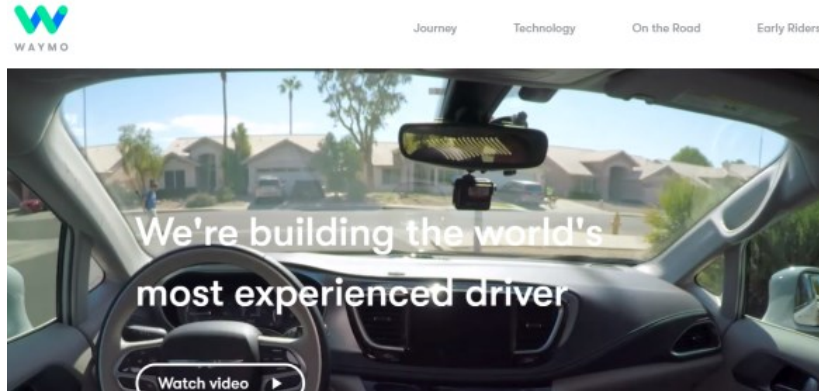 WAYMO
Journey Technology On the Road Early Riders
We're building the world's
most experienced driver
Watch video